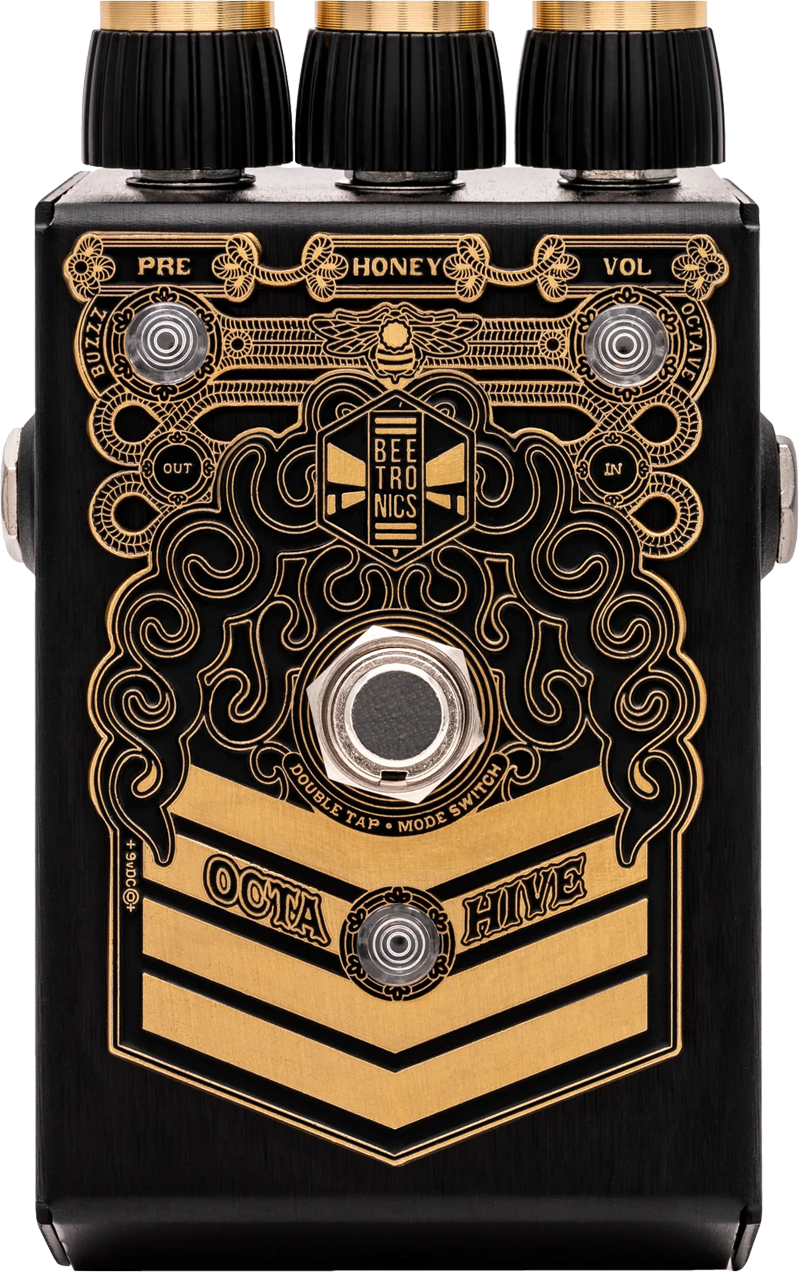 PRE HONEY VOL
BUZZZ OCTAVE
OUT IN
BEE
TRO
NICS
DOUBLE TAP • MODE SWITCH
+9VDC
OCTA HIVE